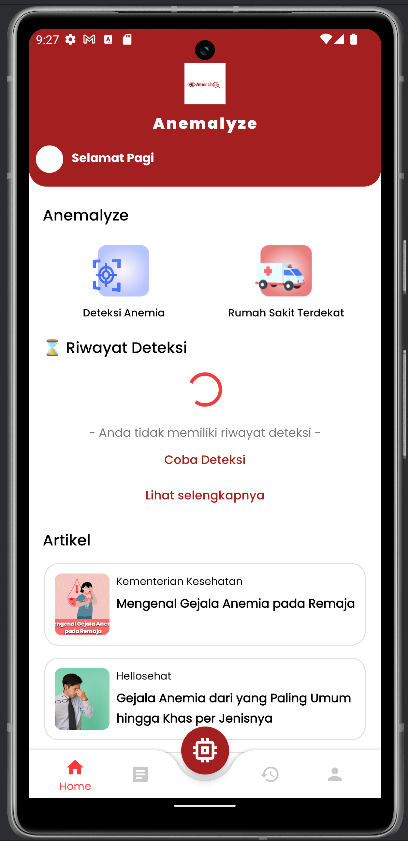 9:27
Anemalyze
Selamat Pagi
Anemalyze
Deteksi Anemia
Rumah Sakit Terdekat
⌛ Riwayat Deteksi
- Anda tidak memiliki riwayat deteksi -
Coba Deteksi
Lihat selengkapnya
Artikel
Kementerian Kesehatan
Mengenal Gejala Anemia pada Remaja
pada Remaja
Hellosehat
Gejala Anemia dari yang Paling Umum
hingga Khas per Jenisnya
Home